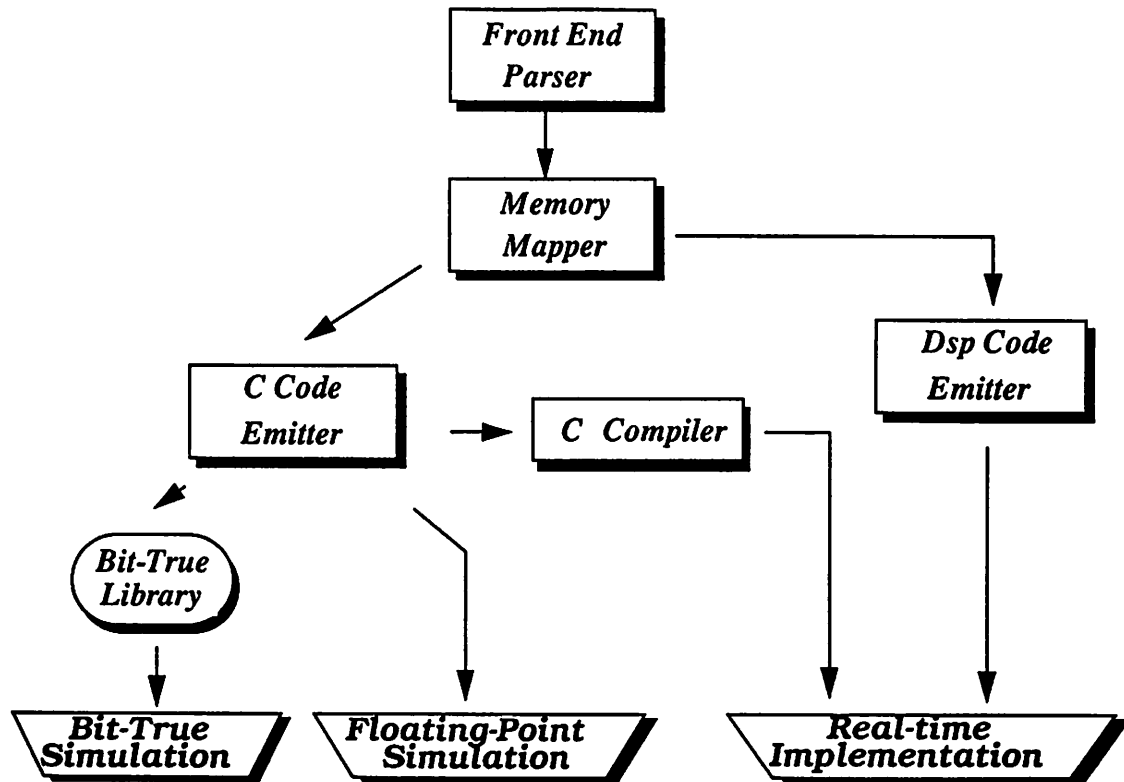 Front End
Parser
Memory
Mapper
Dsp Code
Emitter
C Code
Emitter
C Compiler
Bit-True
Library
Bit-True
Simulation
Floating-Point
Simulation
Real-time
Implementation